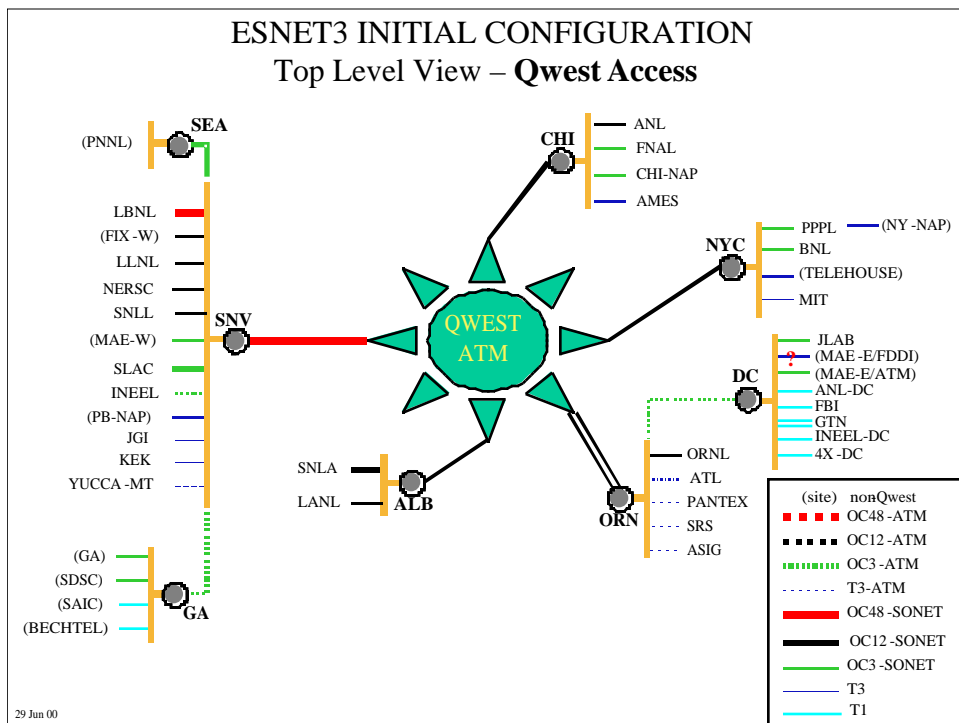 ESNET3 INITIAL CONFIGURATION
Top Level View – Qwest Access
SEA
(PNNL)
LBNL
(FIX-W)
LLNL
NERSC
SNLL
SNV
(MAE-W)
SLAC
INEEL
(PB-NAP)
JGI
KEK
YUCCA-MT
(GA)
(SDSC)
(SAIC)
(BECHTEL)
GA
CHI
ANL
FNAL
CHI-NAP
AMES
NYC
PPPL
(NY-NAP)
BNL
(TELEHOUSE)
MIT
QWEST
ATM
DC
JLAB
?
(MAE-E/FDDI)
(MAE-E/ATM)
ANL-DC
FBI
GTN
INEEL-DC
4X-DC
SNLA
LANL
ALB
ORN
ORNL
ATL
PANTEX
SRS
ASIG
(site) non-Qwest
OC48-ATM
OC12-ATM
OC3-ATM
T3-ATM
OC48-SONET
OC12-SONET
OC3-SONET
T3
T1
29 Jun 00